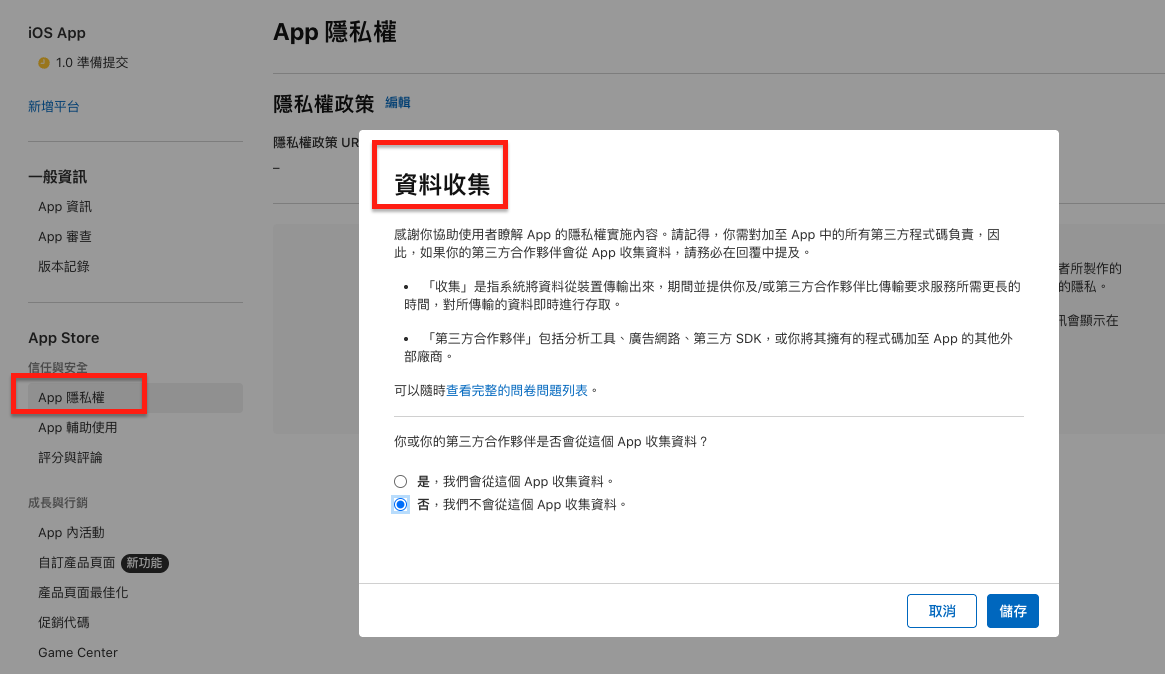 iOS App
1.0 準備提交
新增平台
一般資訊
App 資訊
App 審查
版本記錄
App Store
信任與安全
App 隱私權
App 輔助使用
評分與評論
成長與行銷
App 內活動
自訂產品頁面 新功能
產品頁面最佳化
促銷代碼
Game Center
App 隱私權
隱私權政策 編輯
隱私權政策 UR
–
者所製作的
的隱私。
訊會顯示在
資料收集
感謝你協助使用者瞭解 App 的隱私權實施內容。請記得，你需對加至 App 中的所有第三方程式碼負責，因
此，如果你的第三方合作夥伴會從 App 收集資料，請務必在回覆中提及。
• 「收集」是指系統將資料從裝置傳輸出來，期間並提供你及/或第三方合作夥伴比傳輸要求服務所需更長的
時間，對所傳輸的資料即時進行存取。
• 「第三方合作夥伴」包括分析工具、廣告網路、第三方 SDK，或你將其擁有的程式碼加至 App 的其他外
部廠商。
可以隨時查看完整的問卷問題列表。
你或你的第三方合作夥伴是否會從這個 App 收集資料？
是，我們會從這個 App 收集資料。
否，我們不會從這個 App 收集資料。
取消
儲存